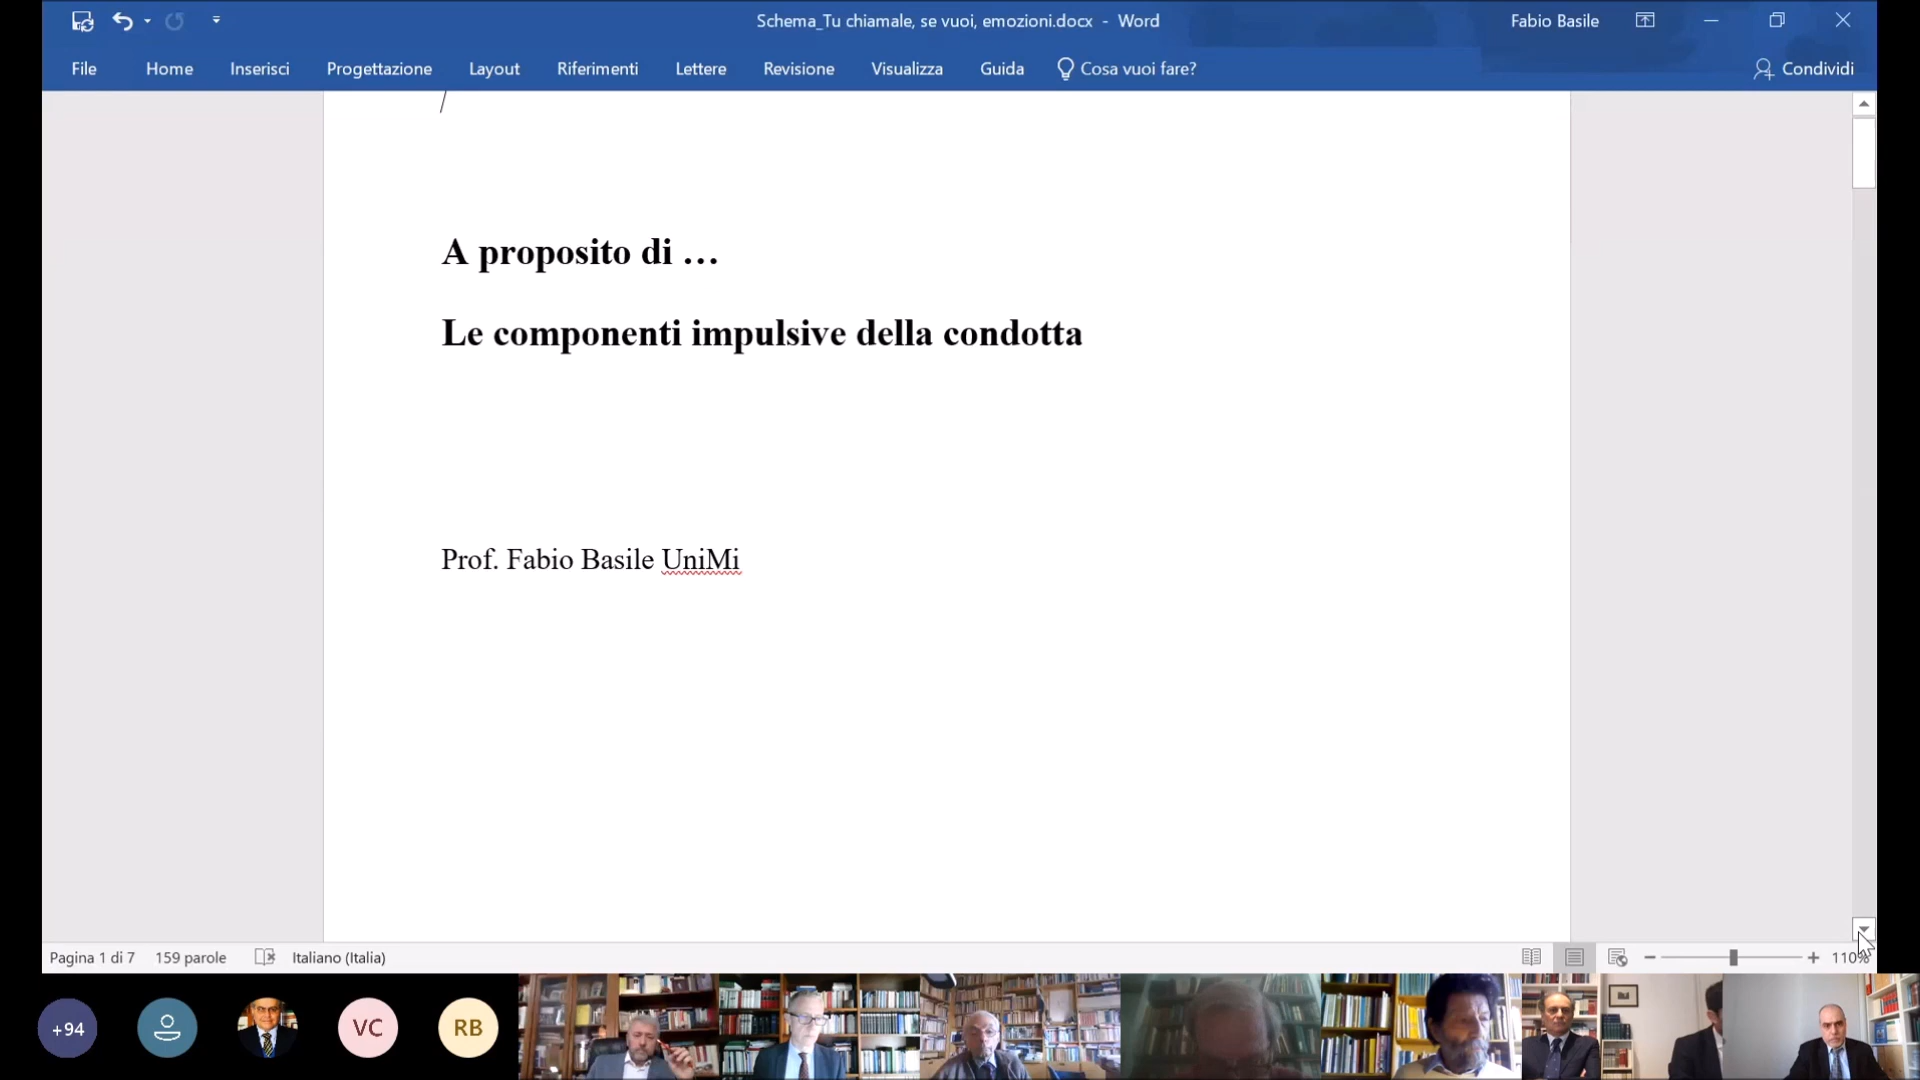 Schema_Tu chiamale, se vuoi, emozioni.docx - Word
Fabio Basile
File Home Inserisci Progettazione Layout Riferimenti Lettere Revisione Visualizza Guida Cosa vuoi fare? Condividi
A proposito di …
Le componenti impulsive della condotta
Prof. Fabio Basile UniMi
Pagina 1 di 7 159 parole Italiano (Italia) 110%
+94 VC RB